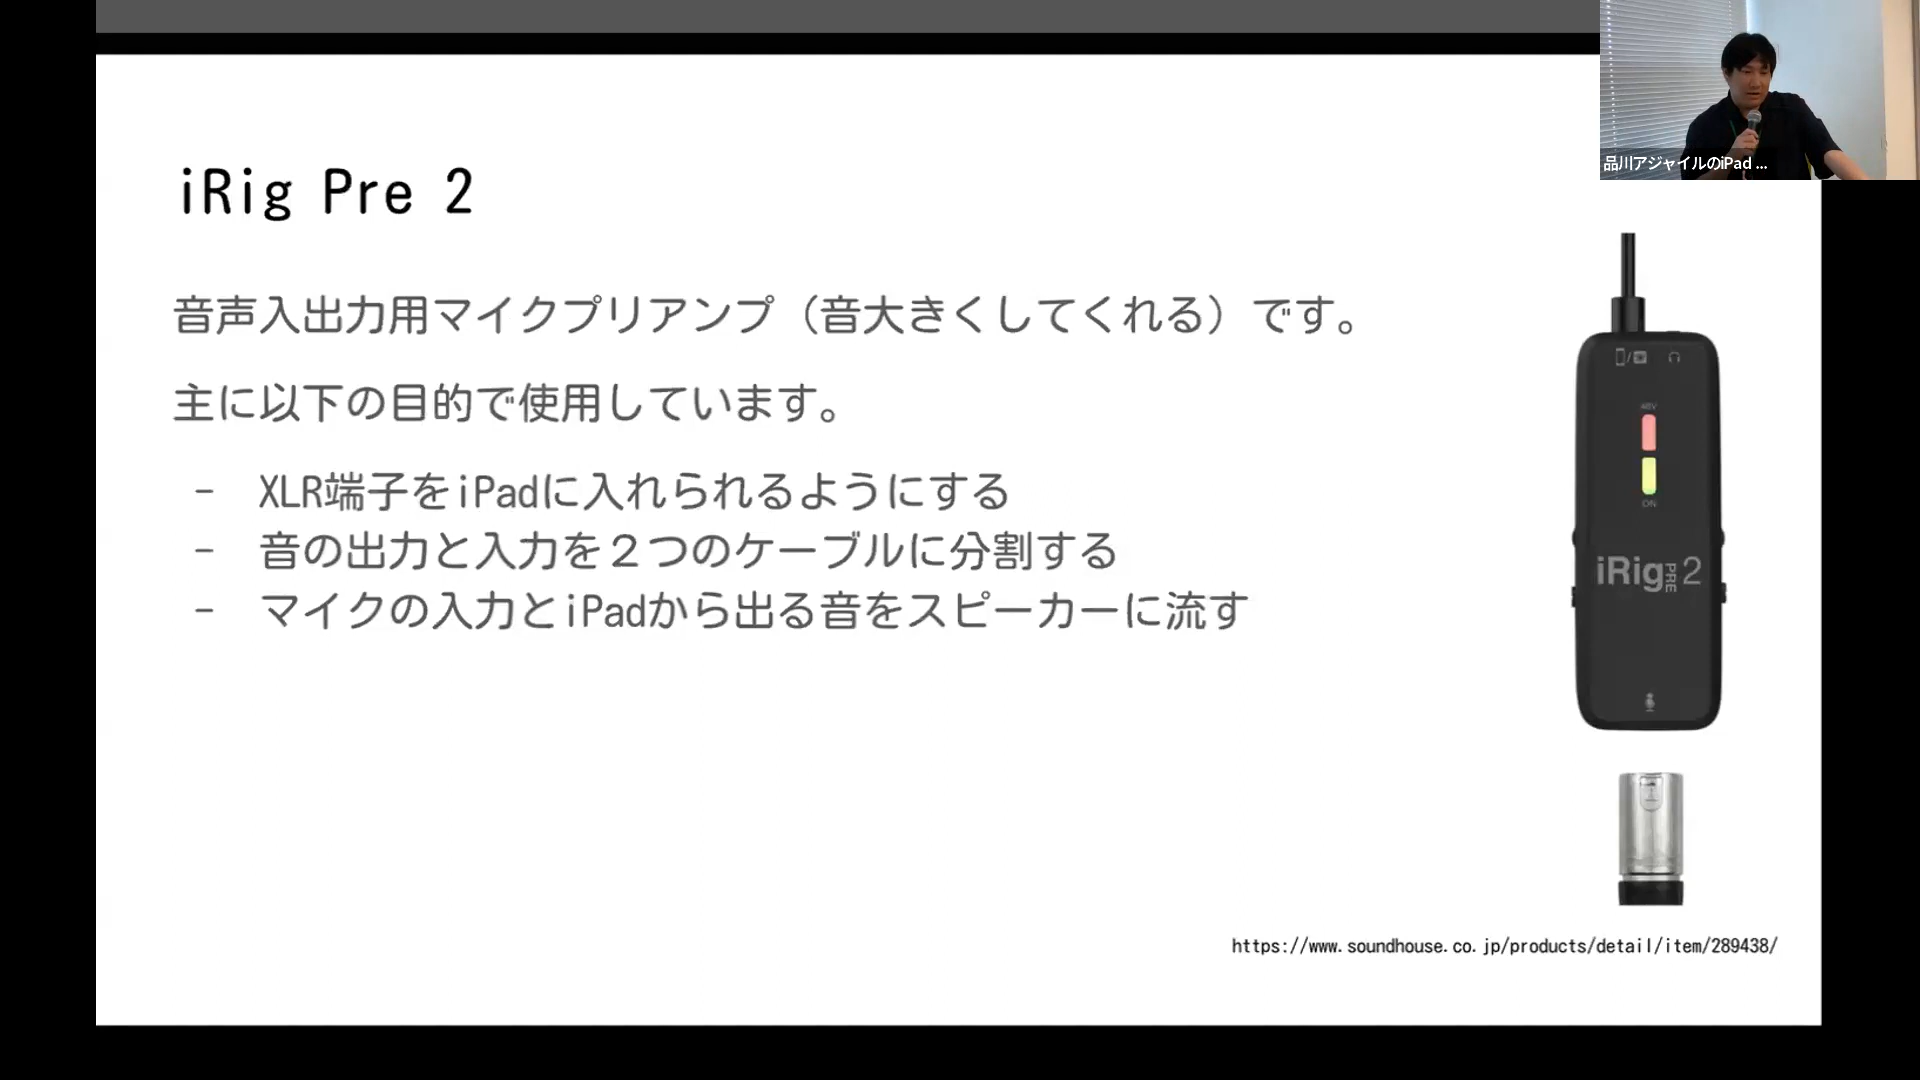 品川アジャイルのiPad ...
iRig Pre 2
音声入出力用マイクプリアンプ（音大きくしてくれる）です。
主に以下の目的で使用しています。
- XLR端子をiPadに入れられるようにする
- 音の出力と入力を２つのケーブルに分割する
- マイクの入力とiPadから出る音をスピーカーに流す
48V
ON
iRig PRE 2
https://www.soundhouse.co.jp/products/detail/item/289438/